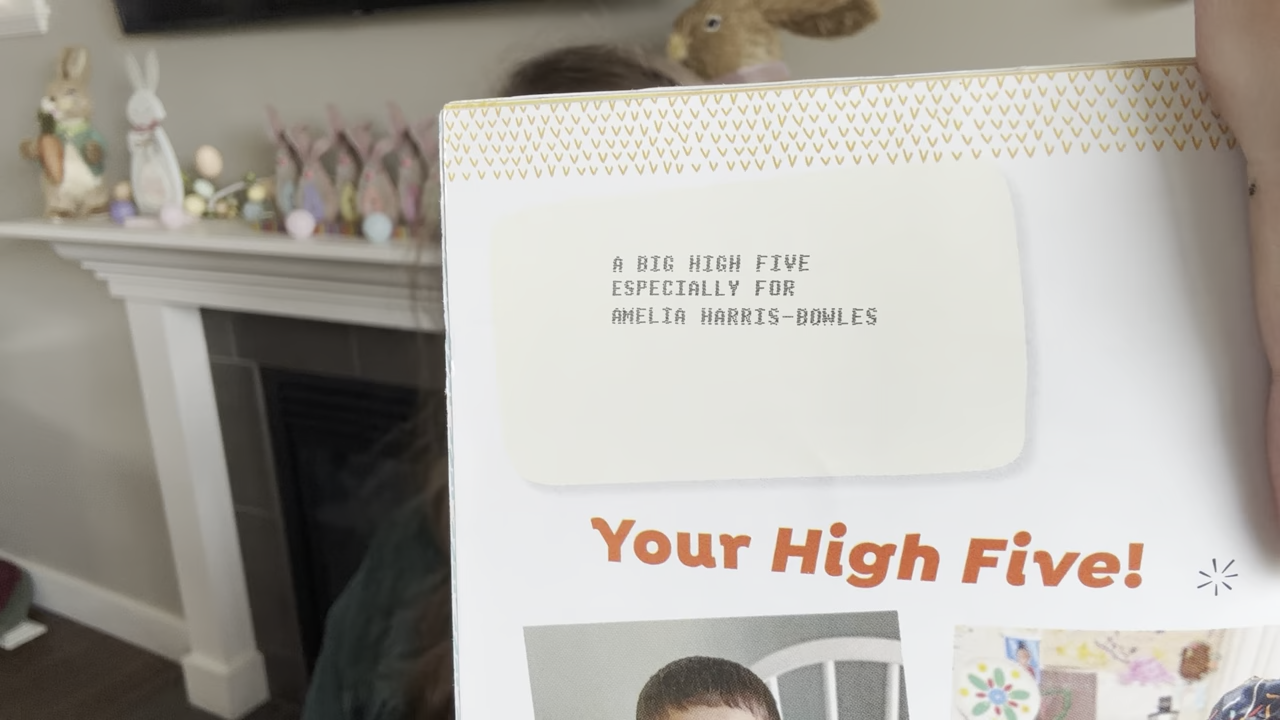 A BIG HIGH FIVE
ESPECIALLY FOR
AMELIA HARRIS-BOWLES
Your High Five!